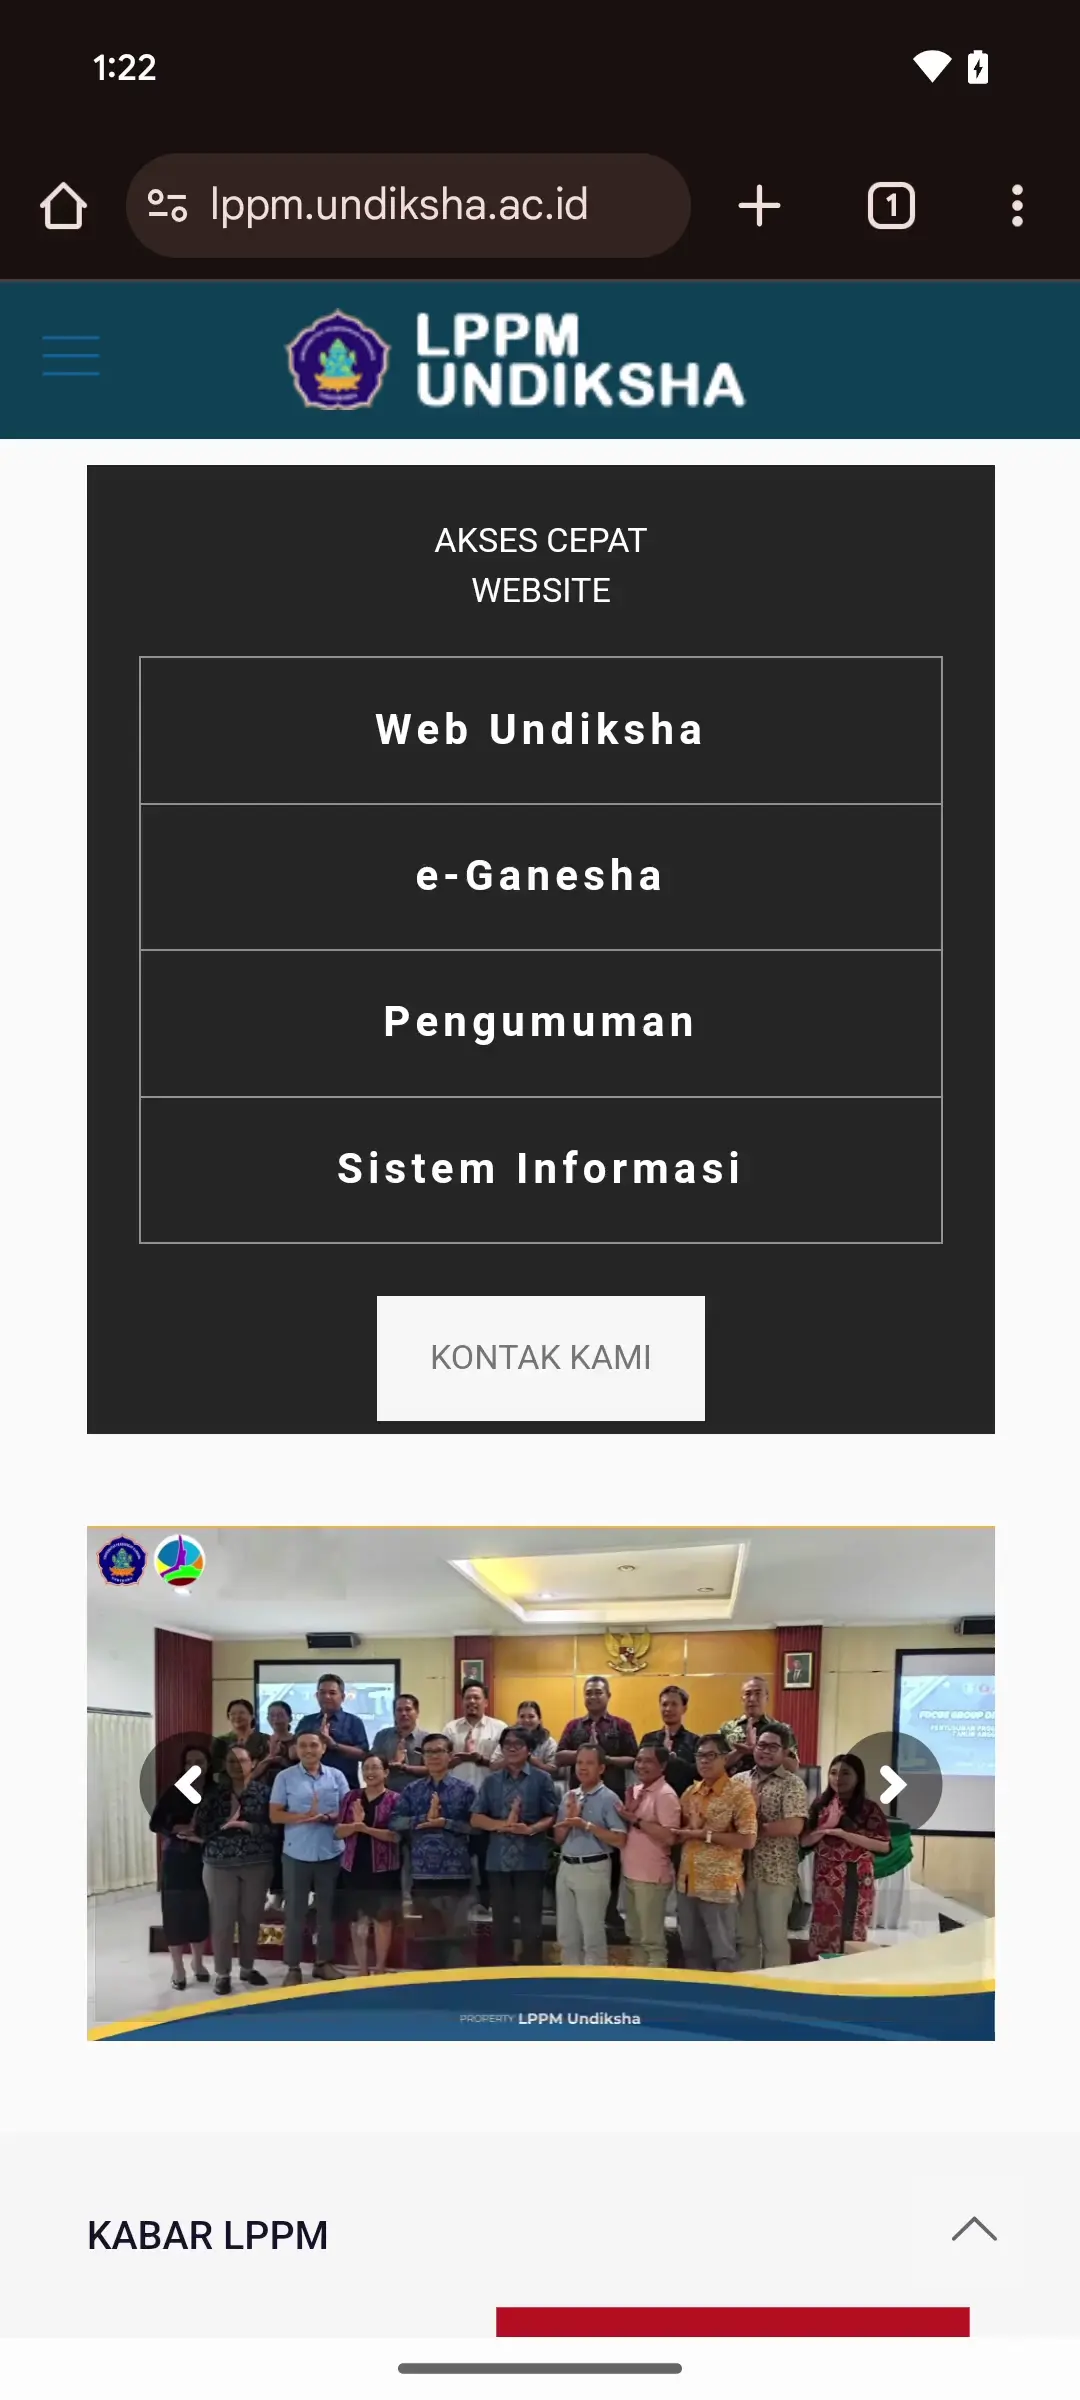 1:22
lppm.undiksha.ac.id
1
LPPM
UNDIKSHA
AKSES CEPAT
WEBSITE
Web Undiksha
e-Ganesha
Pengumuman
Sistem Informasi
KONTAK KAMI
FOCUS GROUP
PROPERTY LPPM Undiksha
KABAR LPPM